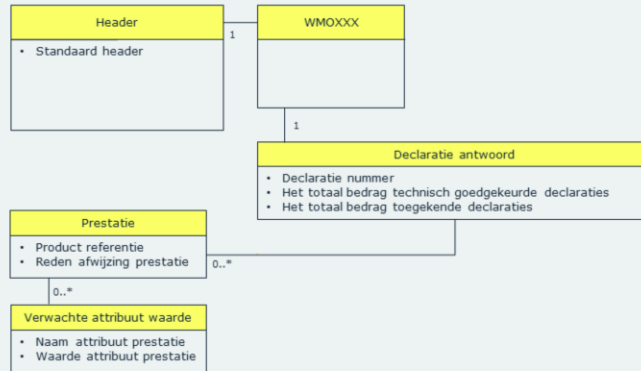 Header
WMOXXX
1
• Standaard header
1
Declaratie antwoord
• Declaratie nummer
• Het totaal bedrag technisch goedgekeurde declaraties
• Het totaal bedrag toegekende declaraties
Prestatie
• Product referentie
• Reden afwijzing prestatie
0..*
0..*
Verwachte attribuut waarde
• Naam attribuut prestatie
• Waarde attribuut prestatie